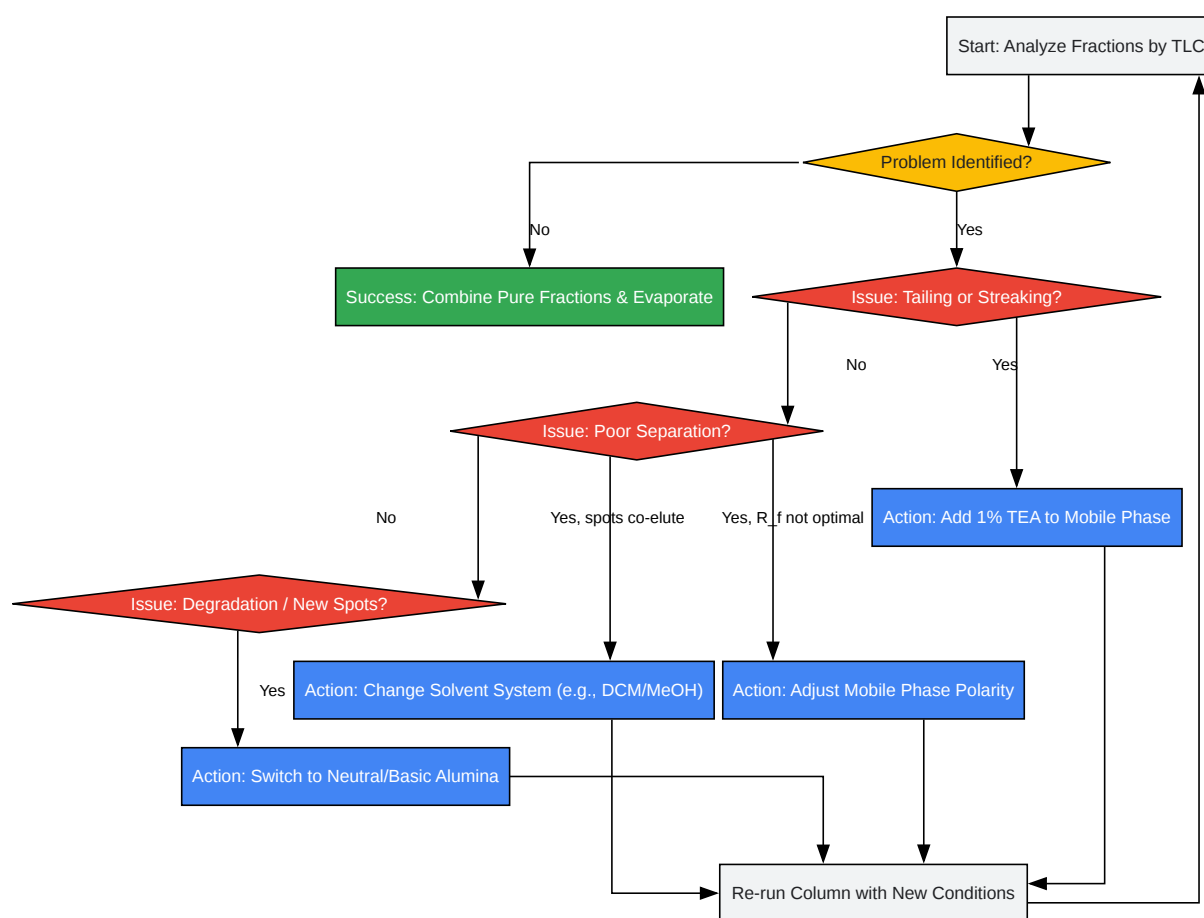 Start: Analyze Fractions by TLC
Problem Identified?
No
Yes
Success: Combine Pure Fractions & Evaporate
Issue: Tailing or Streaking?
No
Yes
Issue: Poor Separation?
No
Yes, spots co-elute
Yes, R_f not optimal
Action: Add 1% TEA to Mobile Phase
Issue: Degradation / New Spots?
Yes
Action: Change Solvent System (e.g., DCM/MeOH)
Action: Adjust Mobile Phase Polarity
Action: Switch to Neutral/Basic Alumina
Re-run Column with New Conditions